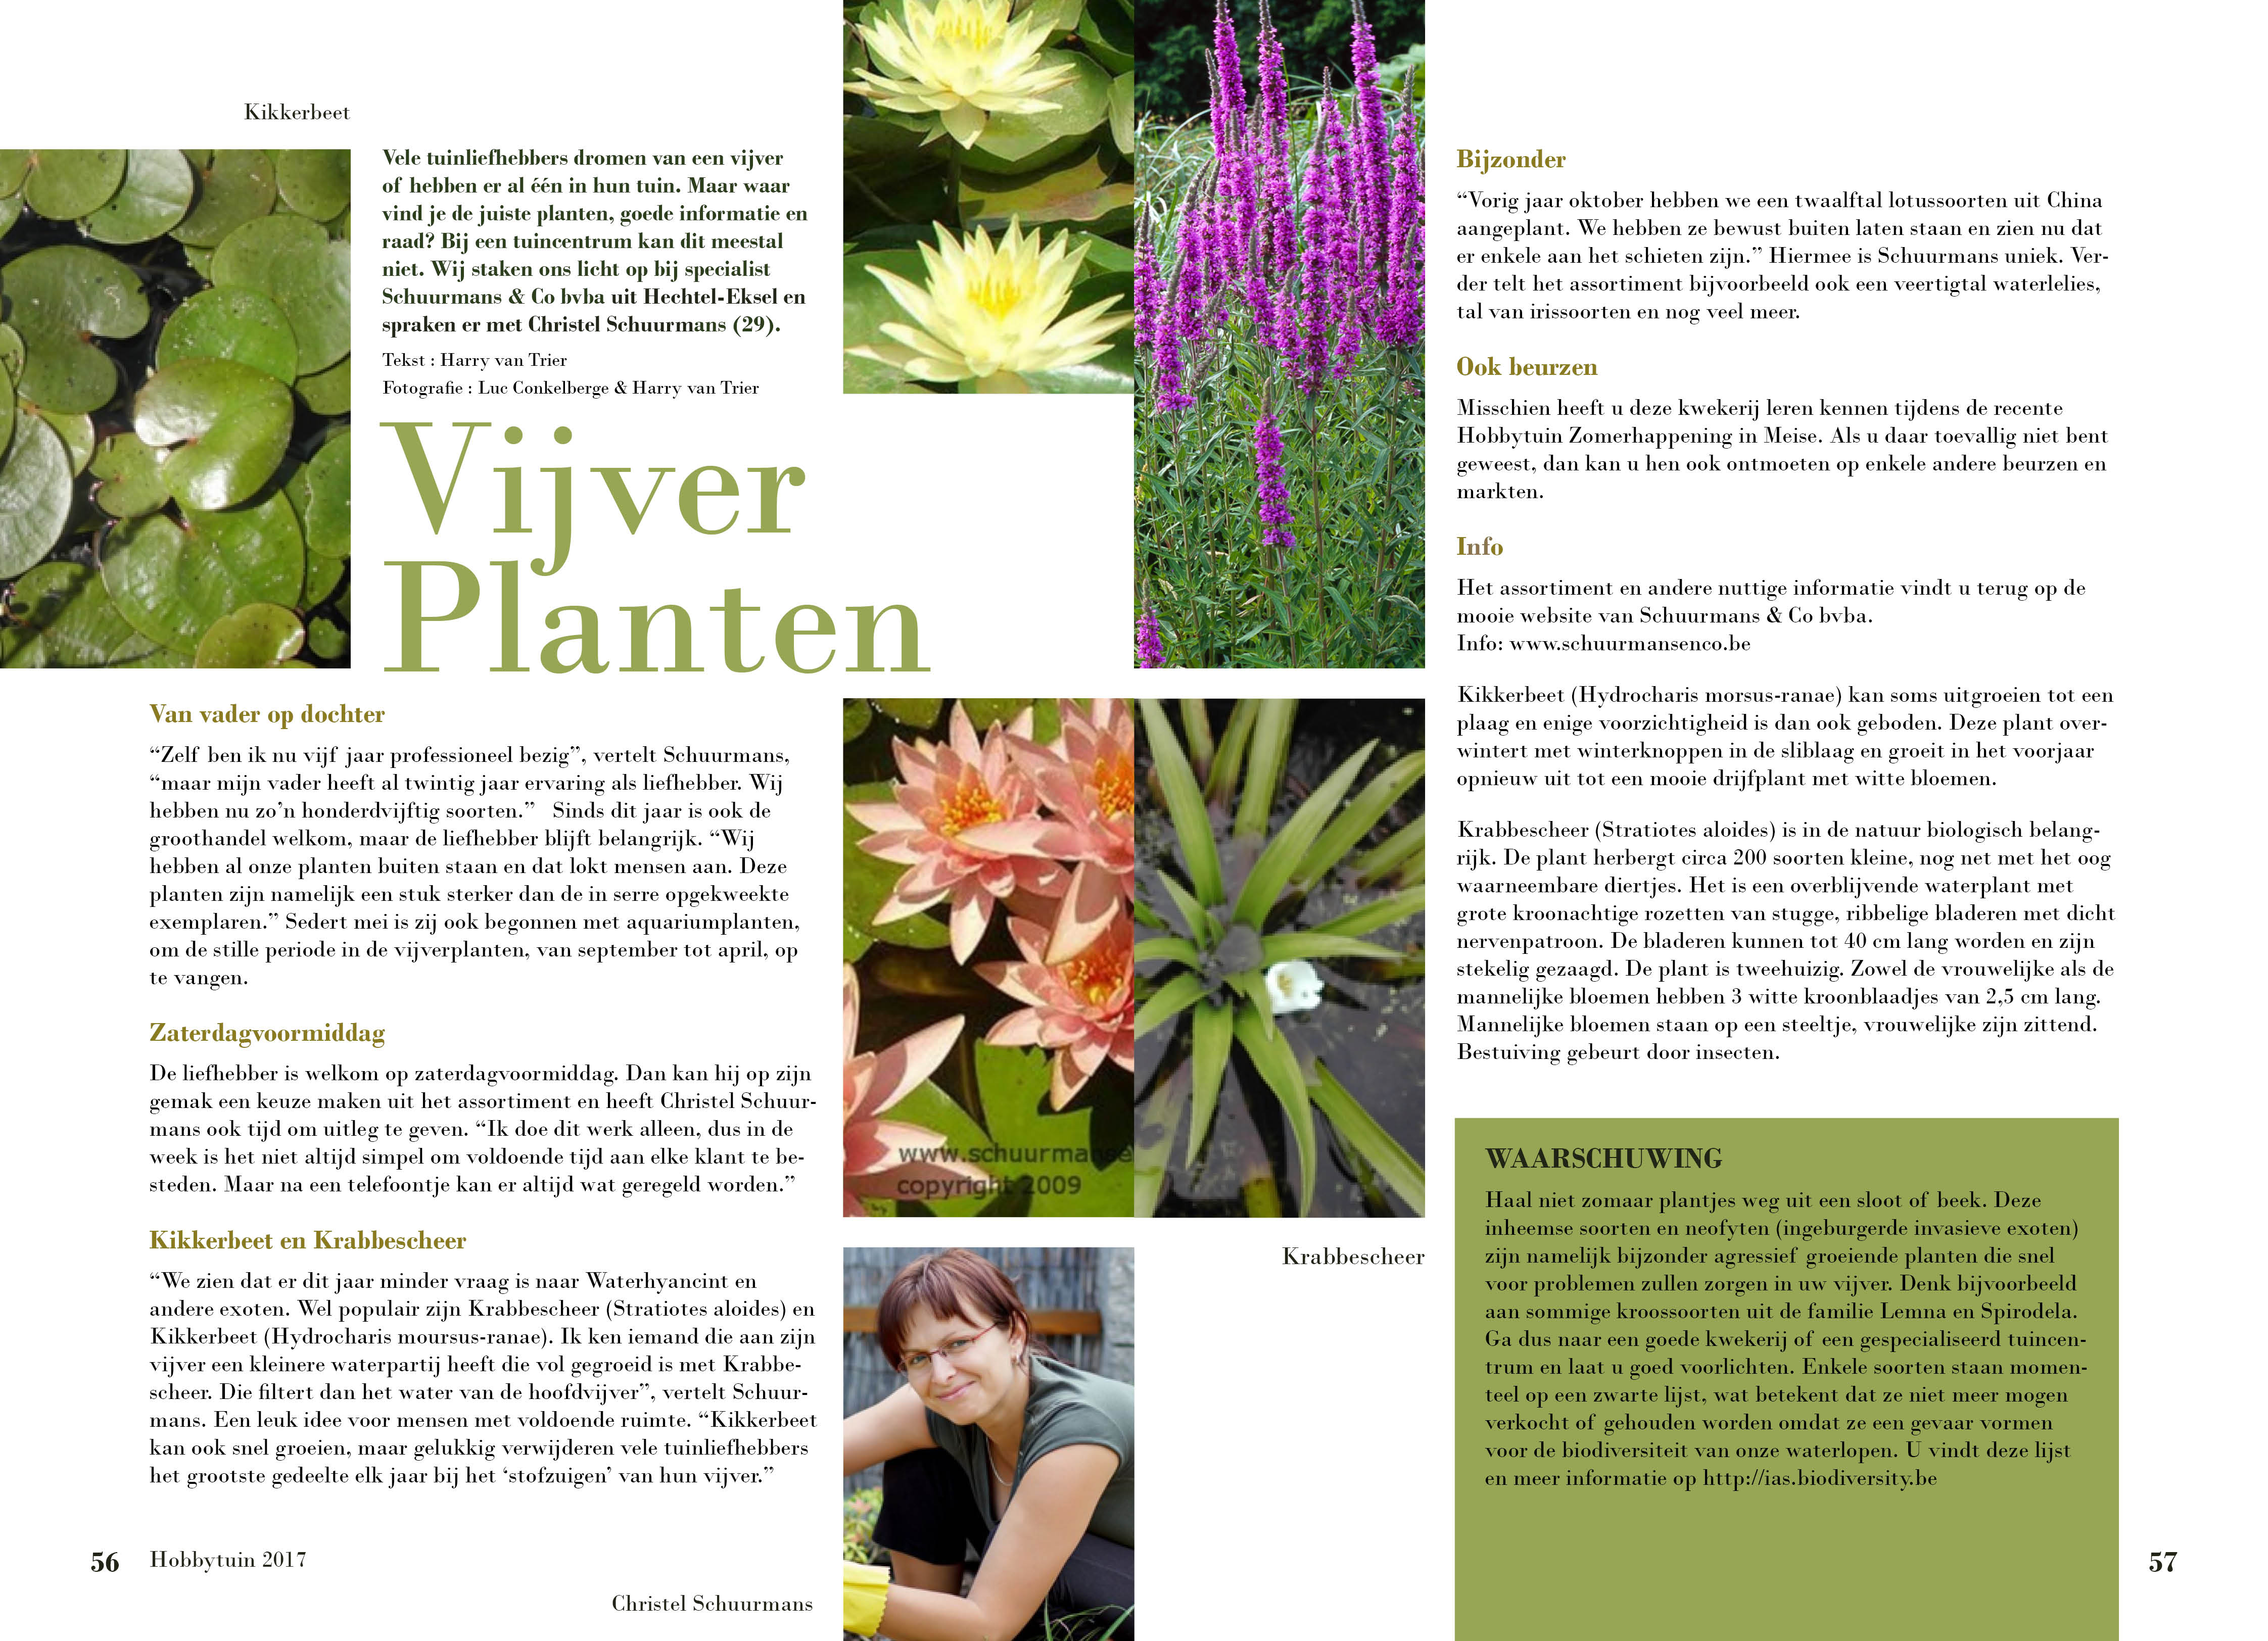 Kikkerbeet
Vele tuinliefhebbers dromen van een vijver
of hebben er al één in hun tuin. Maar waar
vind je de juiste planten, goede informatie en
raad? Bij een tuincentrum kan dit meestal
niet. Wij staken ons licht op bij specialist
Schuurmans & Co bvba uit Hechtel-Eksel en
spraken er met Christel Schuurmans (29).
Tekst : Harry van Trier
Fotografie : Luc Conkelberge & Harry van Trier
Vijver
Planten
Van vader op dochter
“Zelf ben ik nu vijf jaar professioneel bezig”, vertelt Schuurmans,
“maar mijn vader heeft al twintig jaar ervaring als liefhebber. Wij
hebben nu zo’n honderdvijftig soorten.” Sinds dit jaar is ook de
groothandel welkom, maar de liefhebber blijft belangrijk. “Wij
hebben al onze planten buiten staan en dat lokt mensen aan. Deze
planten zijn namelijk een stuk sterker dan de in serre opgekweekte
exemplaren.” Sedert mei is zij ook begonnen met aquariumplanten,
om de stille periode in de vijverplanten, van september tot april, op
te vangen.
Zaterdagvoormiddag
De liefhebber is welkom op zaterdagvoormiddag. Dan kan hij op zijn
gemak een keuze maken uit het assortiment en heeft Christel Schuur-
mans ook tijd om uitleg te geven. “Ik doe dit werk alleen, dus in de
week is het niet altijd simpel om voldoende tijd aan elke klant te be-
steden. Maar na een telefoontje kan er altijd wat geregeld worden.”
Kikkerbeet en Krabbescheer
“We zien dat er dit jaar minder vraag is naar Waterhyancint en
andere exoten. Wel populair zijn Krabbescheer (Stratiotes aloides) en
Kikkerbeet (Hydrocharis moursus-ranae). Ik ken iemand die aan zijn
vijver een kleinere waterpartij heeft die vol gegroeid is met Krabbe-
scheer. Die filtert dan het water van de hoofdvijver”, vertelt Schuur-
mans. Een leuk idee voor mensen met voldoende ruimte. “Kikkerbeet
kan ook snel groeien, maar gelukkig verwijderen vele tuinliefhebbers
het grootste gedeelte elk jaar bij het ‘stofzuigen’ van hun vijver.”
56 Hobbytuin 2017
Christel Schuurmans
www.schuurmanse
copyright 2009
Krabbescheer
Bijzonder
“Vorig jaar oktober hebben we een twaalftal lotussoorten uit China
aangeplant. We hebben ze bewust buiten laten staan en zien nu dat
er enkele aan het schieten zijn.” Hiermee is Schuurmans uniek. Ver-
der telt het assortiment bijvoorbeeld ook een veertigtal waterlelies,
tal van irissoorten en nog veel meer.
Ook beurzen
Misschien heeft u deze kwekerij leren kennen tijdens de recente
Hobbytuin Zomerhappening in Meise. Als u daar toevallig niet bent
geweest, dan kan u hen ook ontmoeten op enkele andere beurzen en
markten.
Info
Het assortiment en andere nuttige informatie vindt u terug op de
mooie website van Schuurmans & Co bvba.
Info: www.schuurmansenco.be
Kikkerbeet (Hydrocharis morsus-ranae) kan soms uitgroeien tot een
plaag en enige voorzichtigheid is dan ook geboden. Deze plant over-
wintert met winterknoppen in de sliblaag en groeit in het voorjaar
opnieuw uit tot een mooie drijfplant met witte bloemen.
Krabbescheer (Stratiotes aloides) is in de natuur biologisch belang-
rijk. De plant herbergt circa 200 soorten kleine, nog net met het oog
waarneembare diertjes. Het is een overblijvende waterplant met
grote kroonachtige rozetten van stugge, ribbelige bladeren met dicht
nervenpatroon. De bladeren kunnen tot 40 cm lang worden en zijn
stekelig gezaagd. De plant is tweehuizig. Zowel de vrouwelijke als de
mannelijke bloemen hebben 3 witte kroonblaadjes van 2,5 cm lang.
Mannelijke bloemen staan op een steeltje, vrouwelijke zijn zittend.
Bestuiving gebeurt door insecten.
WAARSCHUWING
Haal niet zomaar plantjes weg uit een sloot of beek. Deze
inheemse soorten en neofyten (ingeburgerde invasieve exoten)
zijn namelijk bijzonder agressief groeiende planten die snel
voor problemen zullen zorgen in uw vijver. Denk bijvoorbeeld
aan sommige kroossoorten uit de familie Lemna en Spirodela.
Ga dus naar een goede kwekerij of een gespecialiseerd tuincen-
trum en laat u goed voorlichten. Enkele soorten staan momen-
teel op een zwarte lijst, wat betekent dat ze niet meer mogen
verkocht of gehouden worden omdat ze een gevaar vormen
voor de biodiversiteit van onze waterlopen. U vindt deze lijst
en meer informatie op http://ias.biodiversity.be
57